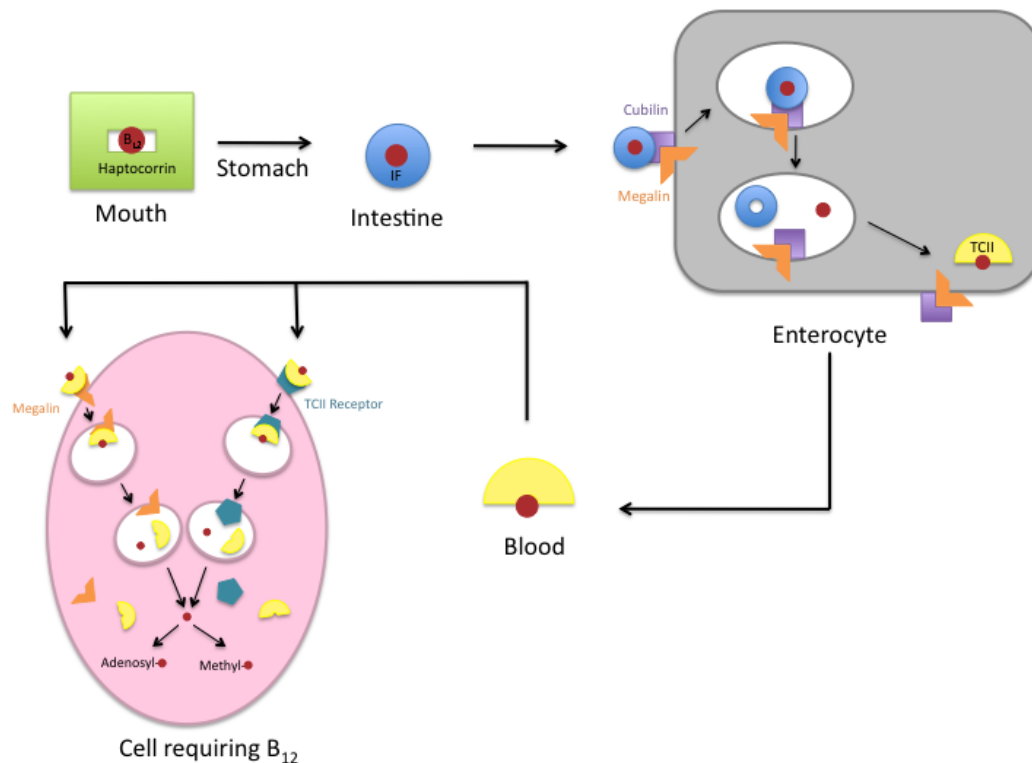 B12
Haptocorrin
Mouth
Stomach
IF
Intestine
Cubilin
Megalin
TCII
Enterocyte
Megalin
TCII Receptor
Blood
Adenosyl-
Methyl-
Cell requiring B12